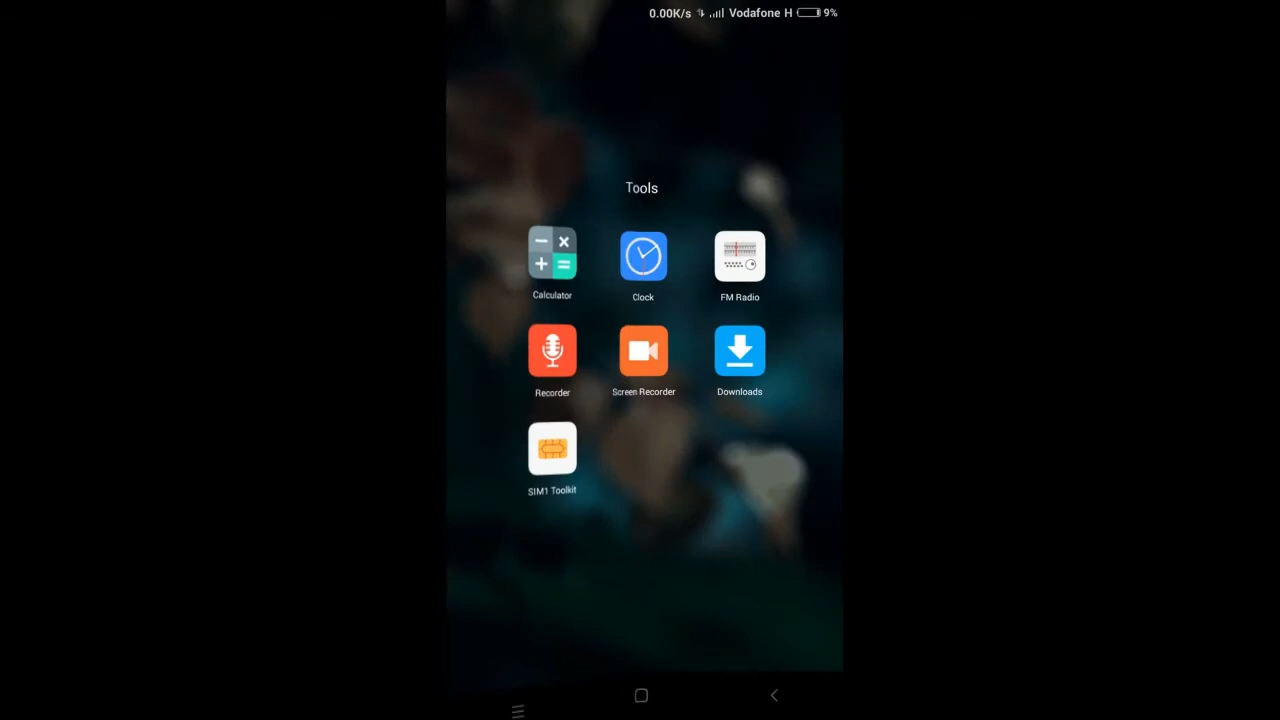 0.00K/s Vodafone H 9%
Tools
Calculator Clock FM Radio
Recorder Screen Recorder Downloads
SIM1 Toolkit